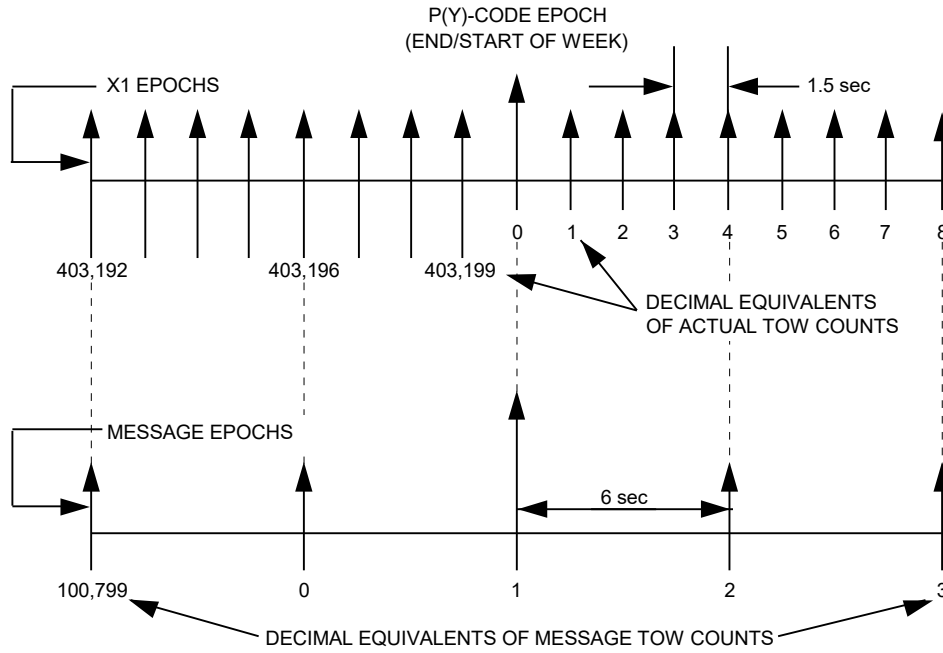 P(Y)-CODE EPOCH
(END/START OF WEEK)
X1 EPOCHS
1.5 sec
0 1 2 3 4 5 6 7 8
403,192 403,196 403,199
DECIMAL EQUIVALENTS
OF ACTUAL TOW COUNTS
MESSAGE EPOCHS
6 sec
100,799 0 1 2 3
DECIMAL EQUIVALENTS OF MESSAGE TOW COUNTS